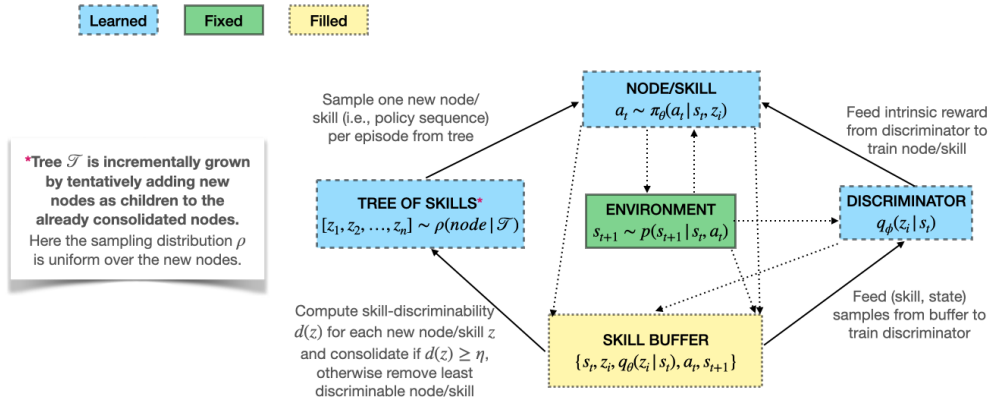 Learned
Fixed
Filled
NODE/SKILL
a_t ∼ π_θ(a_t | s_t, z_i)
Sample one new node/
skill (i.e., policy sequence)
per episode from tree
Feed intrinsic reward
from discriminator to
train node/skill
*Tree 𝒯 is incrementally grown
by tentatively adding new
nodes as children to the
already consolidated nodes.
Here the sampling distribution ρ
is uniform over the new nodes.
TREE OF SKILLS*
[z_1, z_2, …, z_n] ∼ ρ(node | 𝒯)
ENVIRONMENT
s_{t+1} ∼ p(s_{t+1} | s_t, a_t)
DISCRIMINATOR
q_ϕ(z_i | s_t)
Compute skill-discriminability
d(z) for each new node/skill z
and consolidate if d(z) ≥ η,
otherwise remove least
discriminable node/skill
SKILL BUFFER
{s_t, z_i, q_θ(z_i | s_t), a_t, s_{t+1}}
Feed (skill, state)
samples from buffer to
train discriminator